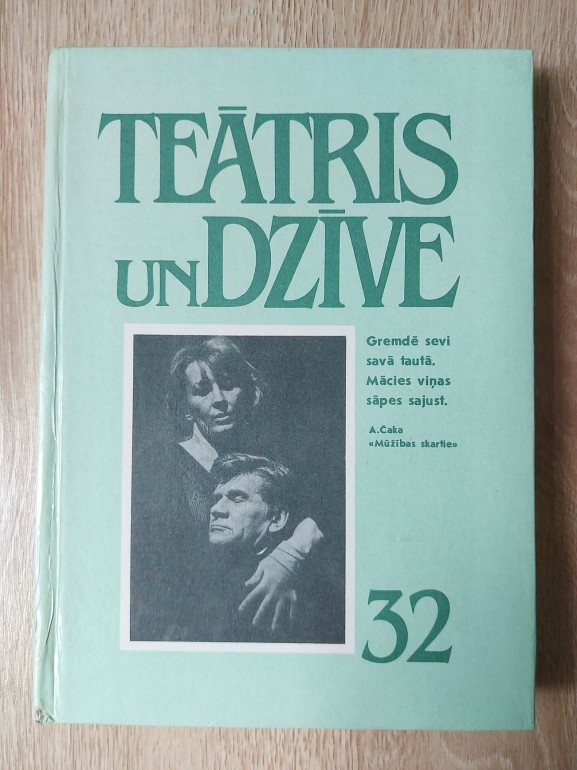 TEĀTRIS
UN DZĪVE
Gremdē sevi
savā tautā.
Mācies viņas
sāpes sajust.
A.Čaka
«Mūžības skartie»
32